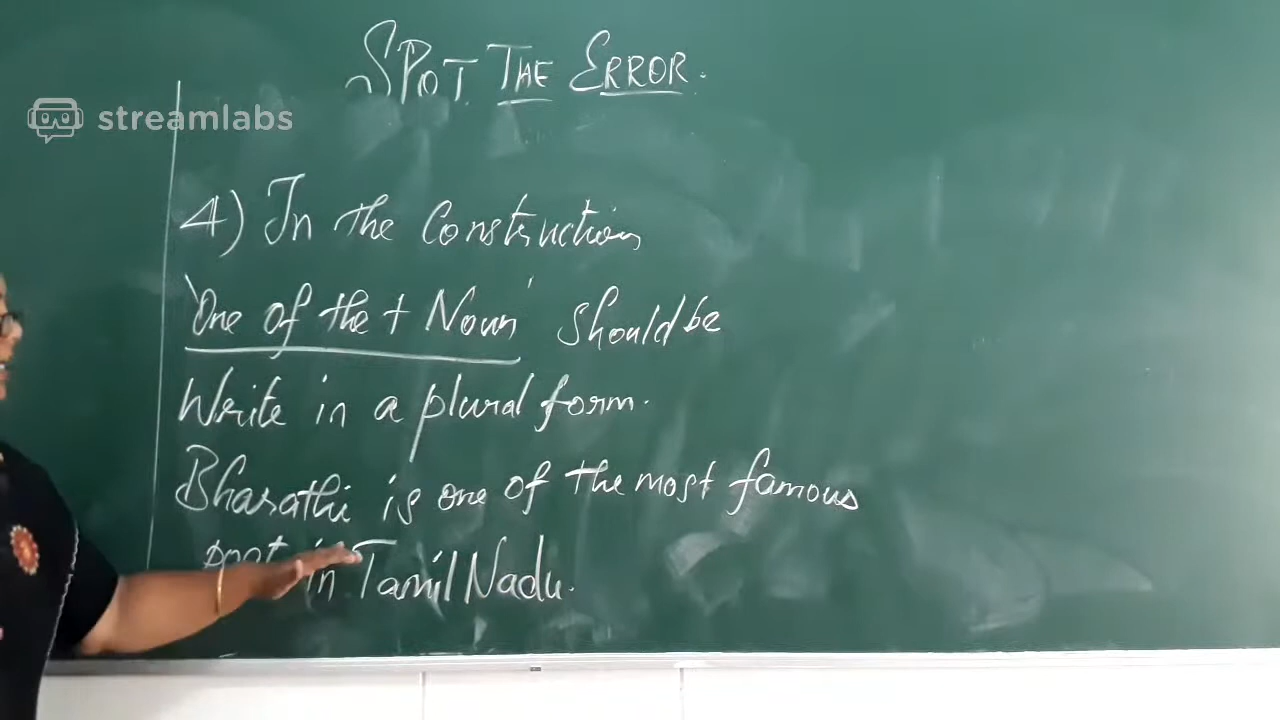 SPOT THE ERROR.
streamlabs
4) In the Construction
'One of the + Noun' should be
Write in a plural form.
Bharathi is one of the most famous
poet in Tamil Nadu.